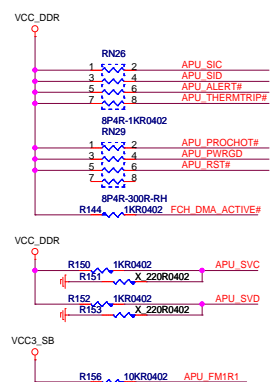 VCC_DDR
RN26
1 2 APU_SIC
3 4 APU_SID
5 6 APU_ALERT#
7 8 APU_THERMTRIP#
8P4R-1KR0402
RN29
1 2 APU_PROCHOT#
3 4 APU_PWRGD
5 6 APU_RST#
7 8
8P4R-300R-RH
R144 1KR0402 FCH_DMA_ACTIVE#
VCC_DDR
R150 1KR0402 APU_SVC
R151 X_220R0402
R152 1KR0402 APU_SVD
R153 X_220R0402
VCC3_SB
R156 10KR0402 APU_FM1R1